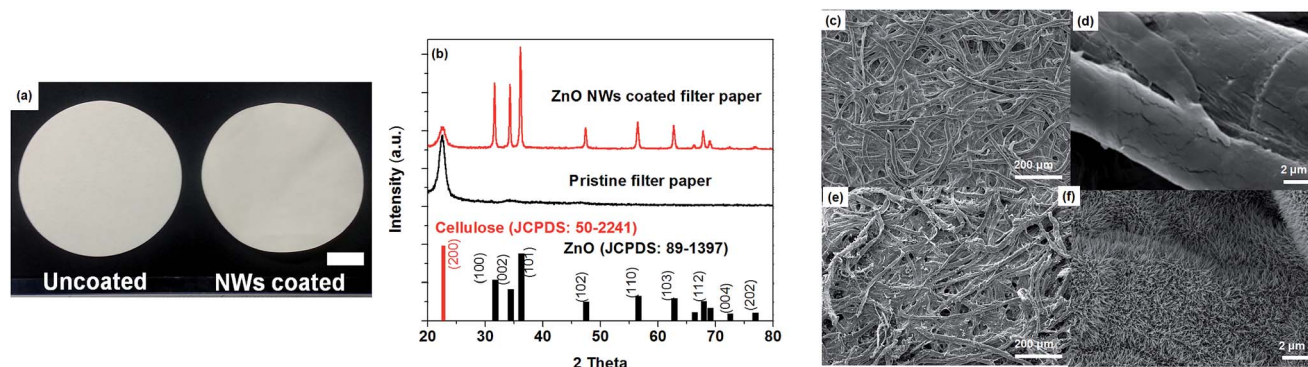 (a)
Uncoated
NWs coated
(b)
Intensity (a.u.)
ZnO NWs coated filter paper
Pristine filter paper
Cellulose (JCPDS: 50-2241)
ZnO (JCPDS: 89-1397)
(200)
(100)
(002)
(101)
(102)
(110)
(103)
(112)
(004)
(202)
20 30 40 50 60 70 80
2 Theta
(c)
200 µm
(d)
2 µm
(e)
200 µm
(f)
2 µm